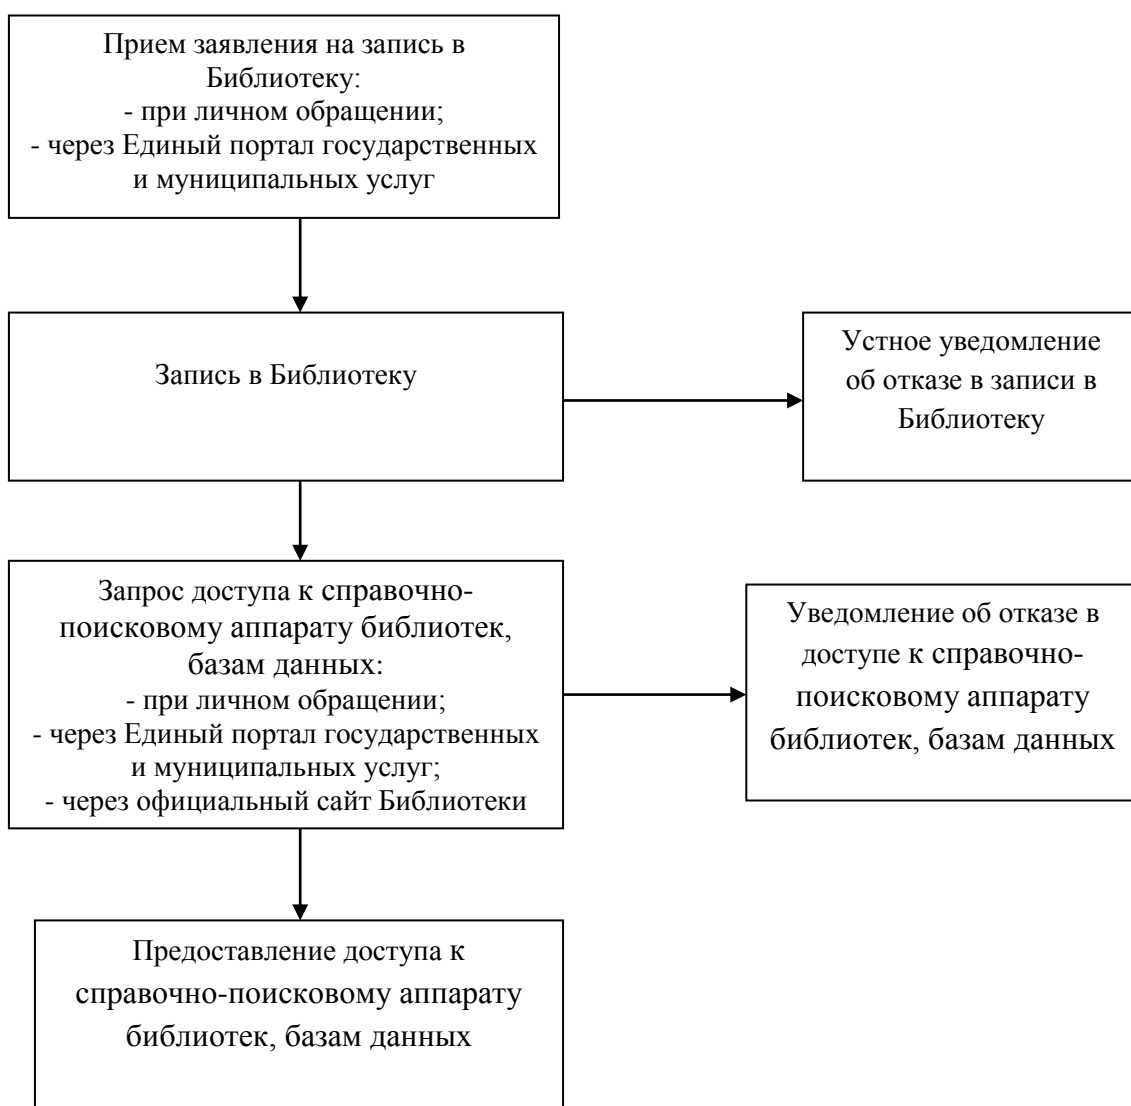 Прием заявления на запись в
Библиотеку:
- при личном обращении;
- через Единый портал государственных
и муниципальных услуг
Запись в Библиотеку
Устное уведомление
об отказе в записи в
Библиотеку
Запрос доступа к справочно-
поисковому аппарату библиотек,
базам данных:
- при личном обращении;
- через Единый портал государственных
и муниципальных услуг;
- через официальный сайт Библиотеки
Уведомление об отказе в
доступе к справочно-
поисковому аппарату
библиотек, базам данных
Предоставление доступа к
справочно-поисковому аппарату
библиотек, базам данных